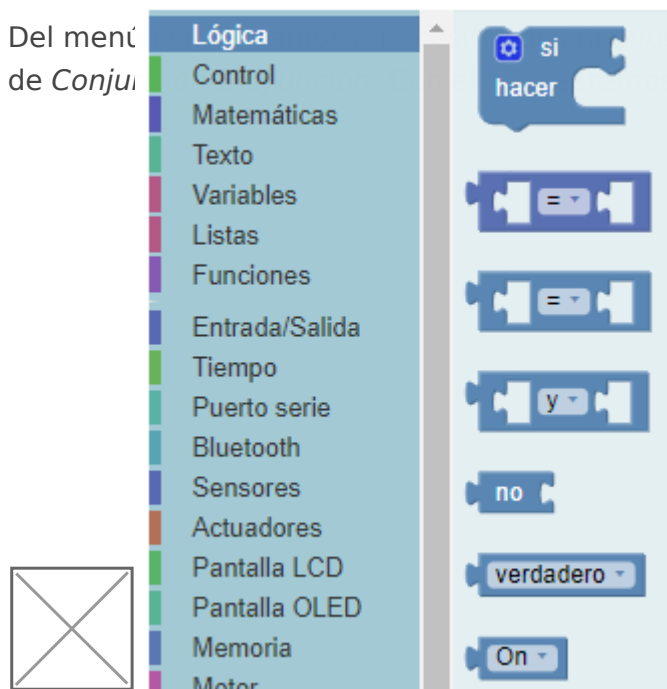 Del menú
de
Lógica
Control
Matemáticas
Texto
Variables
Listas
Funciones
Entrada/Salida
Tiempo
Puerto serie
Bluetooth
Sensores
Actuadores
Pantalla LCD
Pantalla OLED
Memoria
Motor
si
hacer
=
=
y
no
verdadero
On